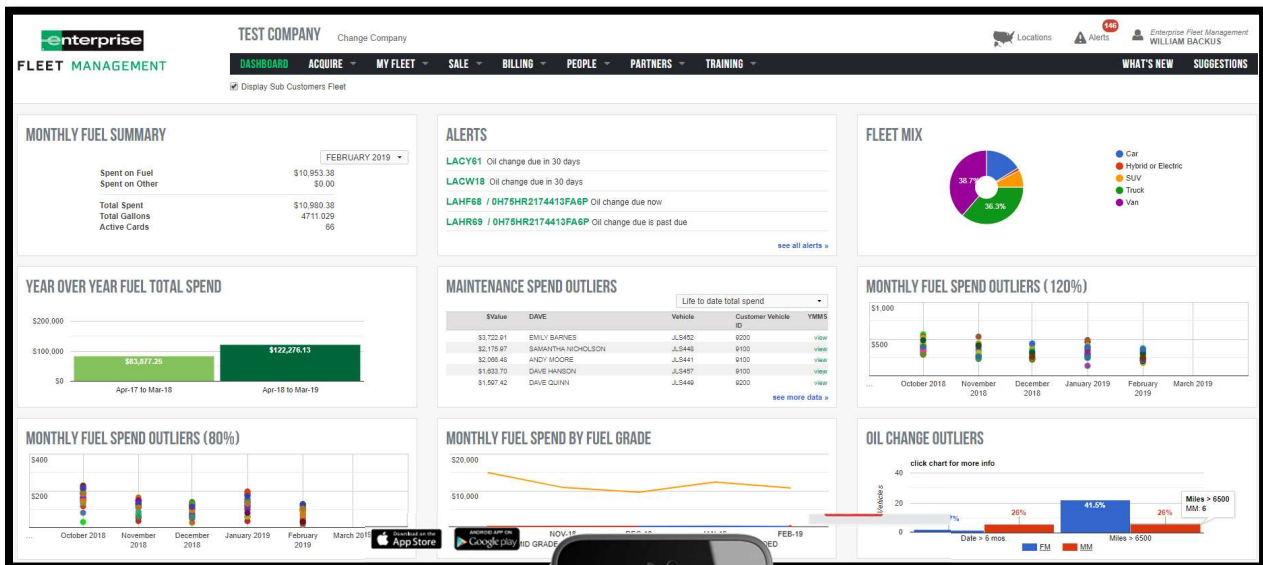 enterprise
FLEET MANAGEMENT
TEST COMPANY Change Company
Locations
146
Alerts
Enterprise Fleet Management
WILLIAM BACKUS
DASHBOARD ACQUIRE MY FLEET SALE BILLING PEOPLE PARTNERS TRAINING WHAT'S NEW SUGGESTIONS
Display Sub Customers Fleet
MONTHLY FUEL SUMMARY
FEBRUARY 2019
Spent on Fuel $10,953.38
Spent on Other $0.00
Total Spent $10,980.38
Total Gallons 4711.029
Active Cards 66
ALERTS
LACY61 Oil change due in 30 days
LACW18 Oil change due in 30 days
LAHF68 / 0H75HR2174413FA6P Oil change due now
LAHR69 / 0H75HR2174413FA6P Oil change due is past due
see all alerts »
FLEET MIX
38.7%
36.3%
Car
Hybrid or Electric
SUV
Truck
Van
YEAR OVER YEAR FUEL TOTAL SPEND
$200,000
$100,000
$0
$83,877.25
$122,276.13
Apr-17 to Mar-18 Apr-18 to Mar-19
MAINTENANCE SPEND OUTLIERS
Life to date total spend
$Value DAVE Vehicle Customer Vehicle ID YMMS
$3,722.91 EMILY BARNES JLS452 9200 view
$2,175.97 SAMANTHA NICHOLSON JLS448 9100 view
$2,066.48 ANDY MOORE JLS441 9100 view
$1,633.70 DAVE HANSON JLS457 9100 view
$1,597.42 DAVE QUINN JLS449 9200 view
see more data »
MONTHLY FUEL SPEND OUTLIERS (120%)
$1,000
$500
... October 2018 November 2018 December 2018 January 2019 February 2019 March 2019
MONTHLY FUEL SPEND OUTLIERS (80%)
$400
$200
... October 2018 November 2018 December 2018 January 2019 February 2019 March 201
MONTHLY FUEL SPEND BY FUEL GRADE
$20,000
$10,000
FEB-19
MID GRADE
Download on the
App Store
ANDROID APP ON
Google play
OIL CHANGE OUTLIERS
click chart for more info
40
20
0
Vehicles
26%
41.5%
26%
Miles > 6500
MM: 6
Date > 6 mos. Miles > 6500
FM MM